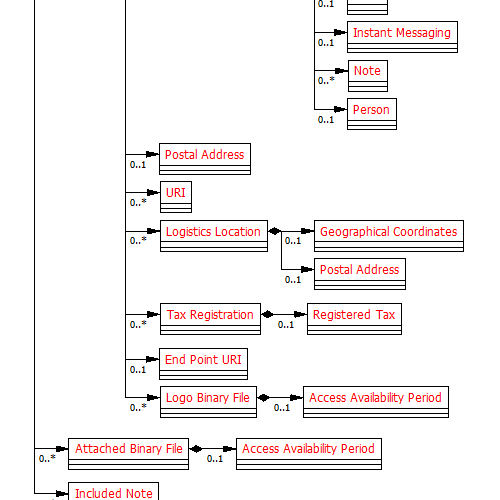 0..1
Instant Messaging
0..1
Note
0..*
Person
0..1
Postal Address
0..1
URI
0..*
Logistics Location
0..*
Geographical Coordinates
0..1
Postal Address
0..1
Tax Registration
0..*
Registered Tax
0..1
End Point URI
0..1
Logo Binary File
0..*
Access Availability Period
0..1
Attached Binary File
0..*
Access Availability Period
0..1
Included Note